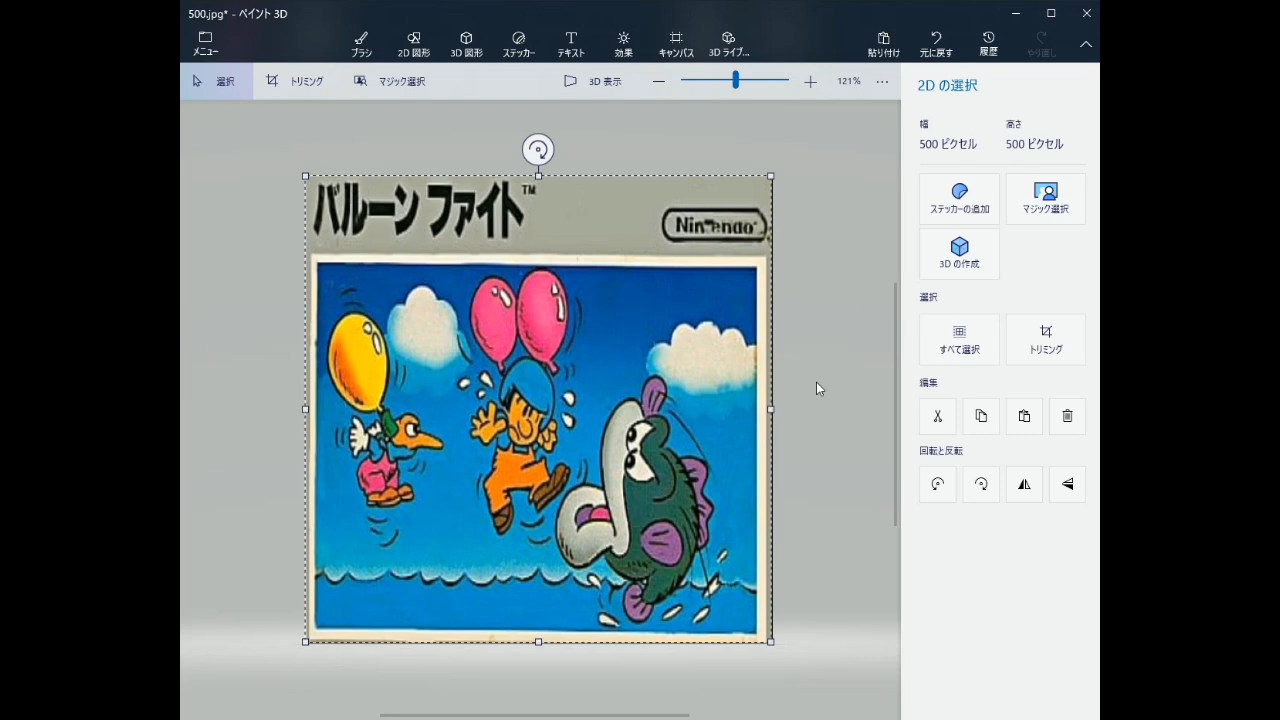 500.jpg* - ペイント 3D
メニュー
ブラシ
2D 図形
3D 図形
ステッカー
テキスト
効果
キャンバス
3D ライブ...
貼り付け
元に戻す
履歴
やり直し
選択
トリミング
マジック選択
3D 表示
121%
2D の選択
幅
高さ
500 ピクセル
500 ピクセル
ステッカーの追加
マジック選択
3D の作成
選択
すべて選択
トリミング
編集
回転と反転
バルーン ファイト™
Nintendo